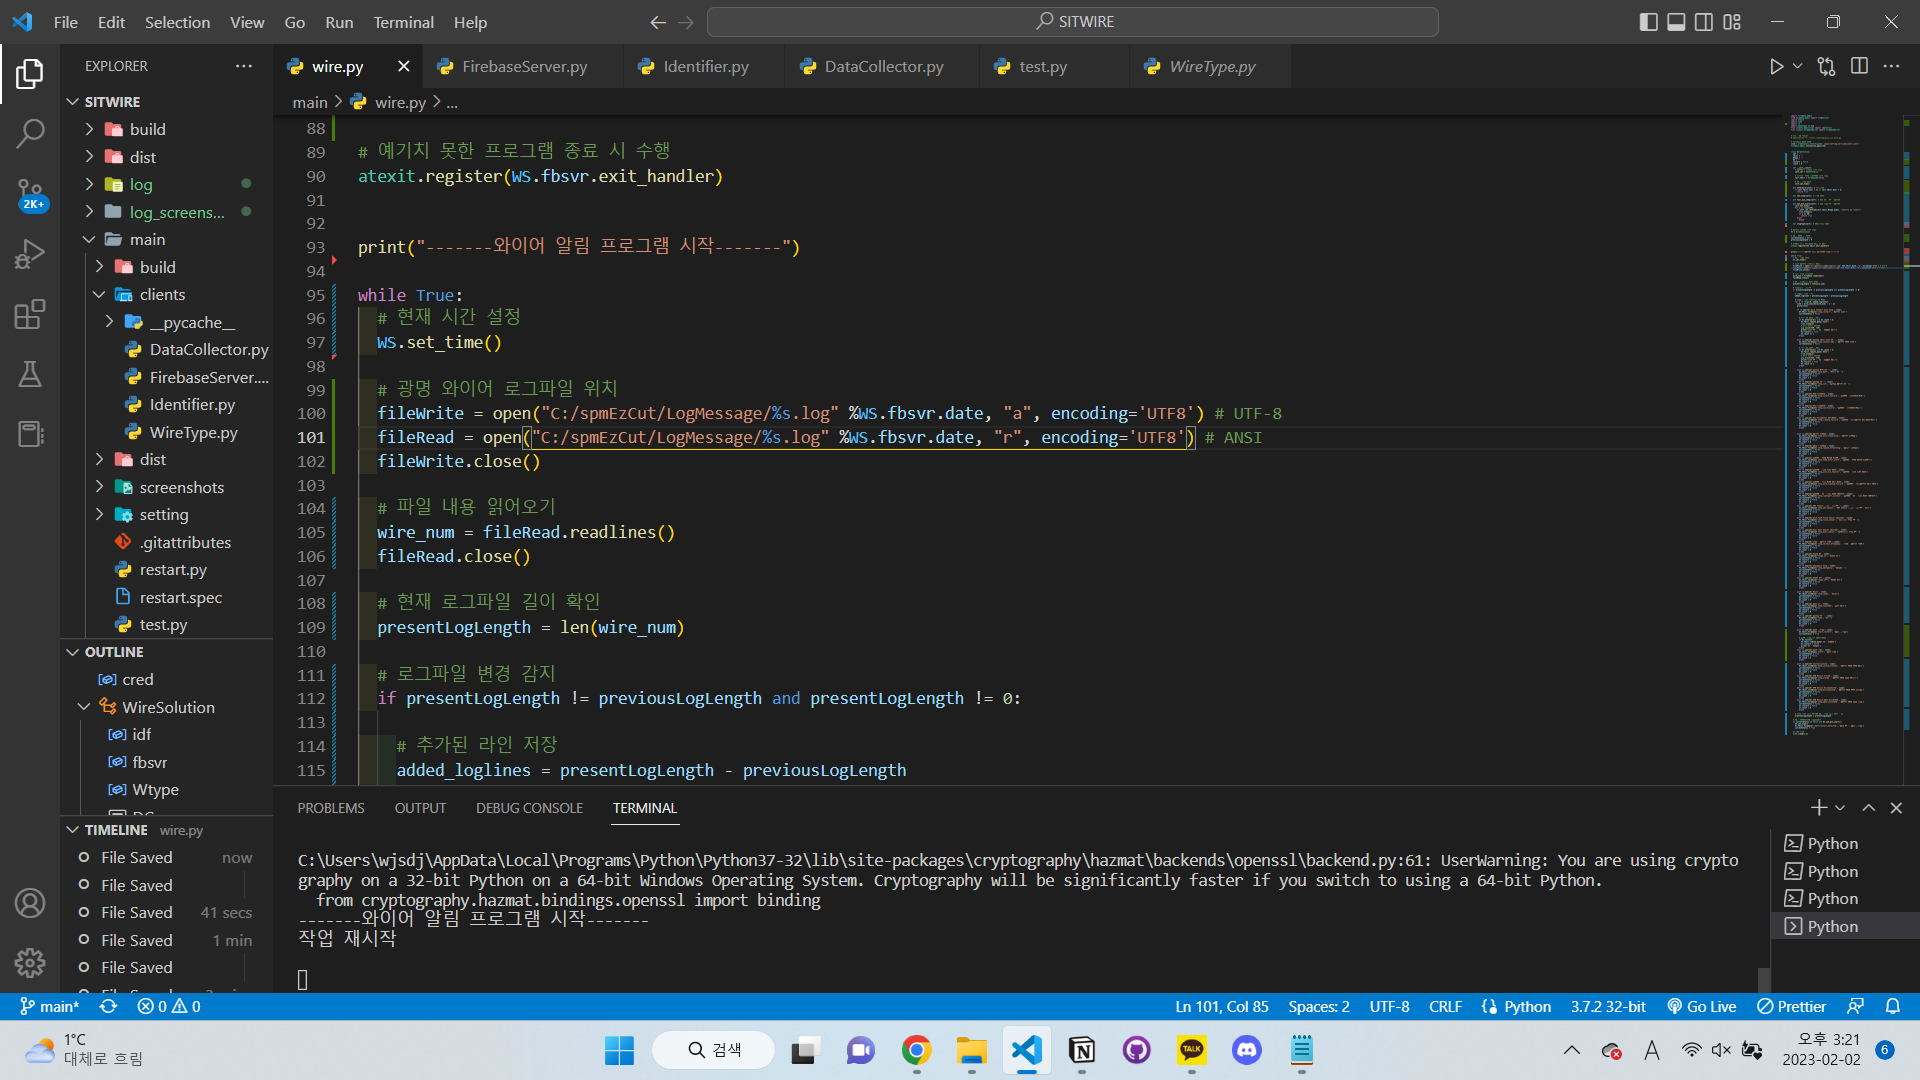 File Edit Selection View Go Run Terminal Help
SITWIRE
EXPLORER
SITWIRE
build
dist
log
log_screens...
main
build
clients
__pycache__
DataCollector.py
FirebaseServer....
Identifier.py
WireType.py
dist
screenshots
setting
.gitattributes
restart.py
restart.spec
test.py
OUTLINE
cred
WireSolution
idf
fbsvr
Wtype
TIMELINE wire.py
File Saved now
File Saved
File Saved 41 secs
File Saved 1 min
File Saved
2K+
wire.py FirebaseServer.py Identifier.py DataCollector.py test.py WireType.py
main > wire.py > ...
88
89 # 예기치 못한 프로그램 종료 시 수행
90 atexit.register(WS.fbsvr.exit_handler)
91
92
93 print("-------와이어 알림 프로그램 시작-------")
94
95 while True:
96 # 현재 시간 설정
97 WS.set_time()
98
99 # 광명 와이어 로그파일 위치
100 fileWrite = open("C:/spmEzCut/LogMessage/%s.log" %WS.fbsvr.date, "a", encoding='UTF8') # UTF-8
101 fileRead = open("C:/spmEzCut/LogMessage/%s.log" %WS.fbsvr.date, "r", encoding='UTF8') # ANSI
102 fileWrite.close()
103
104 # 파일 내용 읽어오기
105 wire_num = fileRead.readlines()
106 fileRead.close()
107
108 # 현재 로그파일 길이 확인
109 presentLogLength = len(wire_num)
110
111 # 로그파일 변경 감지
112 if presentLogLength != previousLogLength and presentLogLength != 0:
113
114 # 추가된 라인 저장
115 added_loglines = presentLogLength - previousLogLength
PROBLEMS OUTPUT DEBUG CONSOLE TERMINAL
C:\Users\wjsdj\AppData\Local\Programs\Python\Python37-32\lib\site-packages\cryptography\hazmat\backends\openssl\backend.py:61: UserWarning: You are using crypto
graphy on a 32-bit Python on a 64-bit Windows Operating System. Cryptography will be significantly faster if you switch to using a 64-bit Python.
from cryptography.hazmat.bindings.openssl import binding
-------와이어 알림 프로그램 시작-------
작업 재시작
Python
Python
Python
Python
main* 0 0 Ln 101, Col 85 Spaces: 2 UTF-8 CRLF Python 3.7.2 32-bit Go Live Prettier
1°C
대체로 흐림
검색
TALK
A
오후 3:21
2023-02-02
6